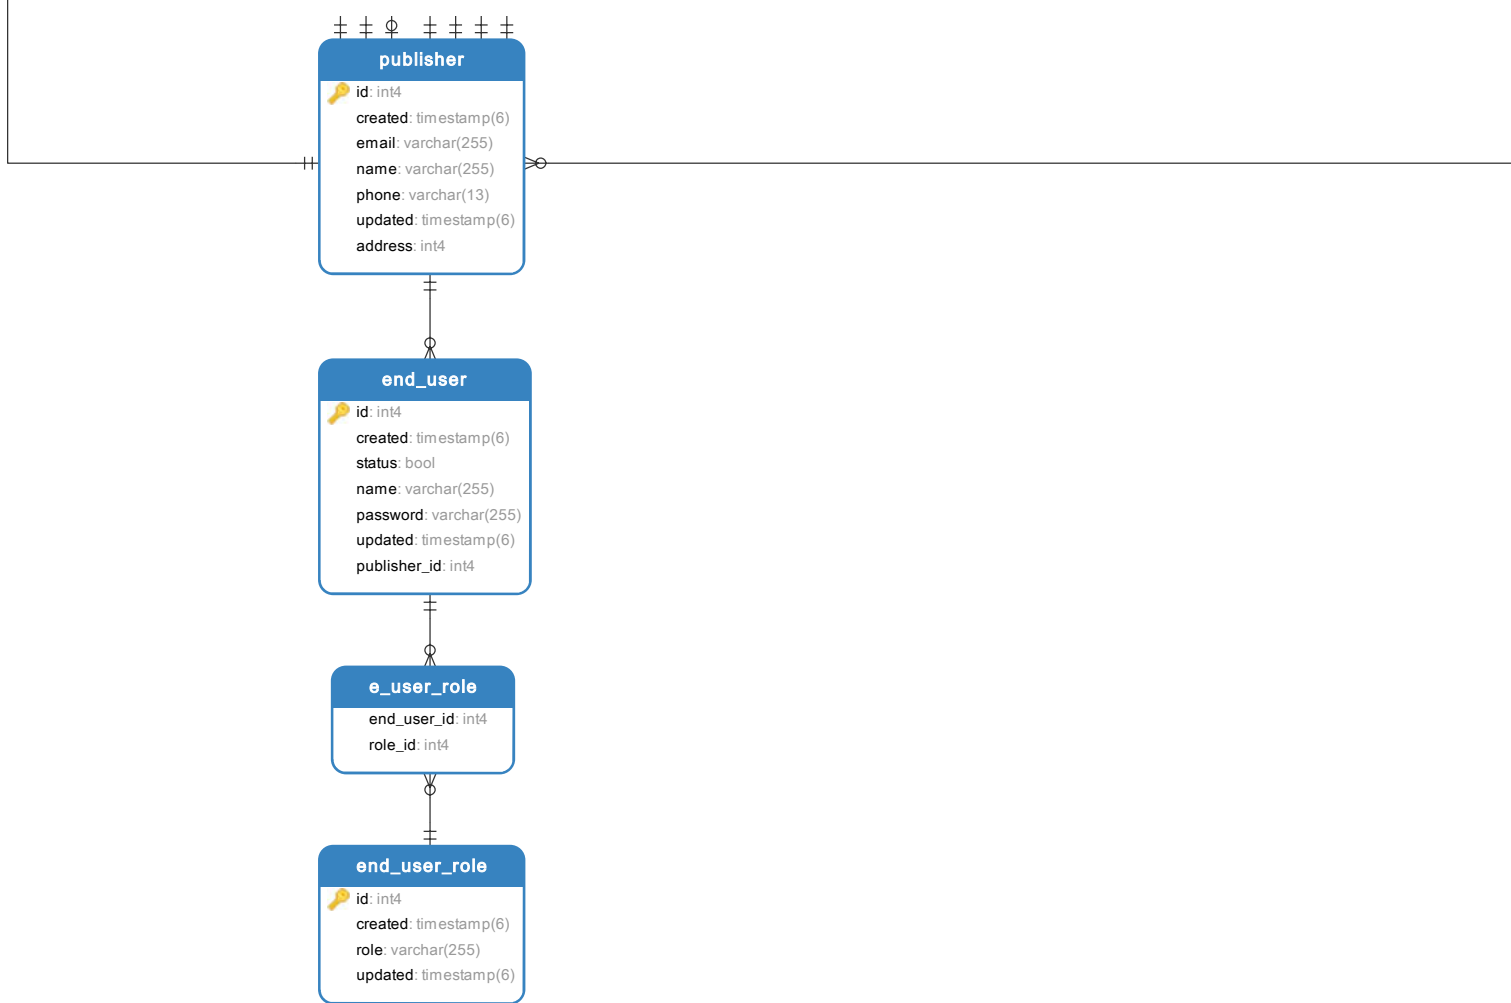 publisher
id: int4
created: timestamp(6)
email: varchar(255)
name: varchar(255)
phone: varchar(13)
updated: timestamp(6)
address: int4
end_user
id: int4
created: timestamp(6)
status: bool
name: varchar(255)
password: varchar(255)
updated: timestamp(6)
publisher_id: int4
e_user_role
end_user_id: int4
role_id: int4
end_user_role
id: int4
created: timestamp(6)
role: varchar(255)
updated: timestamp(6)